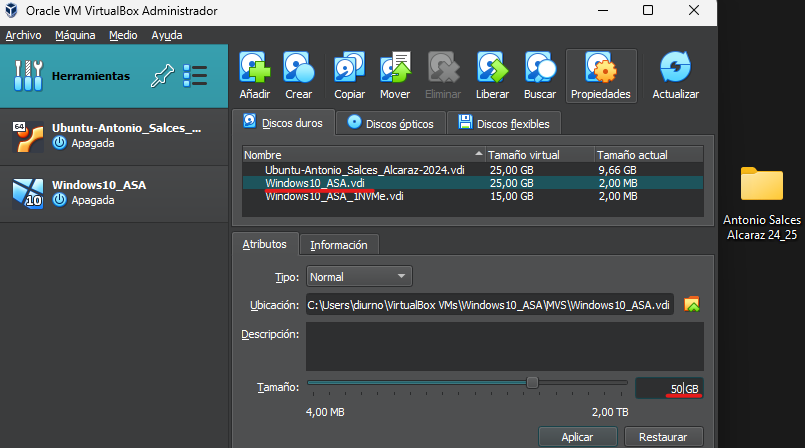 Oracle VM VirtualBox Administrador
Archivo Máquina Medio Ayuda
Herramientas
Añadir Crear Copiar Mover Eliminar Liberar Buscar Propiedades Actualizar
64 Ubuntu-Antonio_Salces_...
Apagada
10 Windows10_ASA
Apagada
Discos duros Discos ópticos Discos flexibles
Nombre Tamaño virtual Tamaño actual
Ubuntu-Antonio_Salces_Alcaraz-2024.vdi 25,00 GB 9,66 GB
Windows10_ASA.vdi 25,00 GB 2,00 MB
Windows10_ASA_1NVMe.vdi 15,00 GB 2,00 MB
Antonio Salces
Alcaraz 24_25
Atributos Información
Tipo: Normal
Ubicación: C:\Users\diurno\VirtualBox VMs\Windows10_ASA\MVS\Windows10_ASA.vdi
Descripción:
Tamaño: 50 GB
4,00 MB 2,00 TB
Aplicar Restaurar